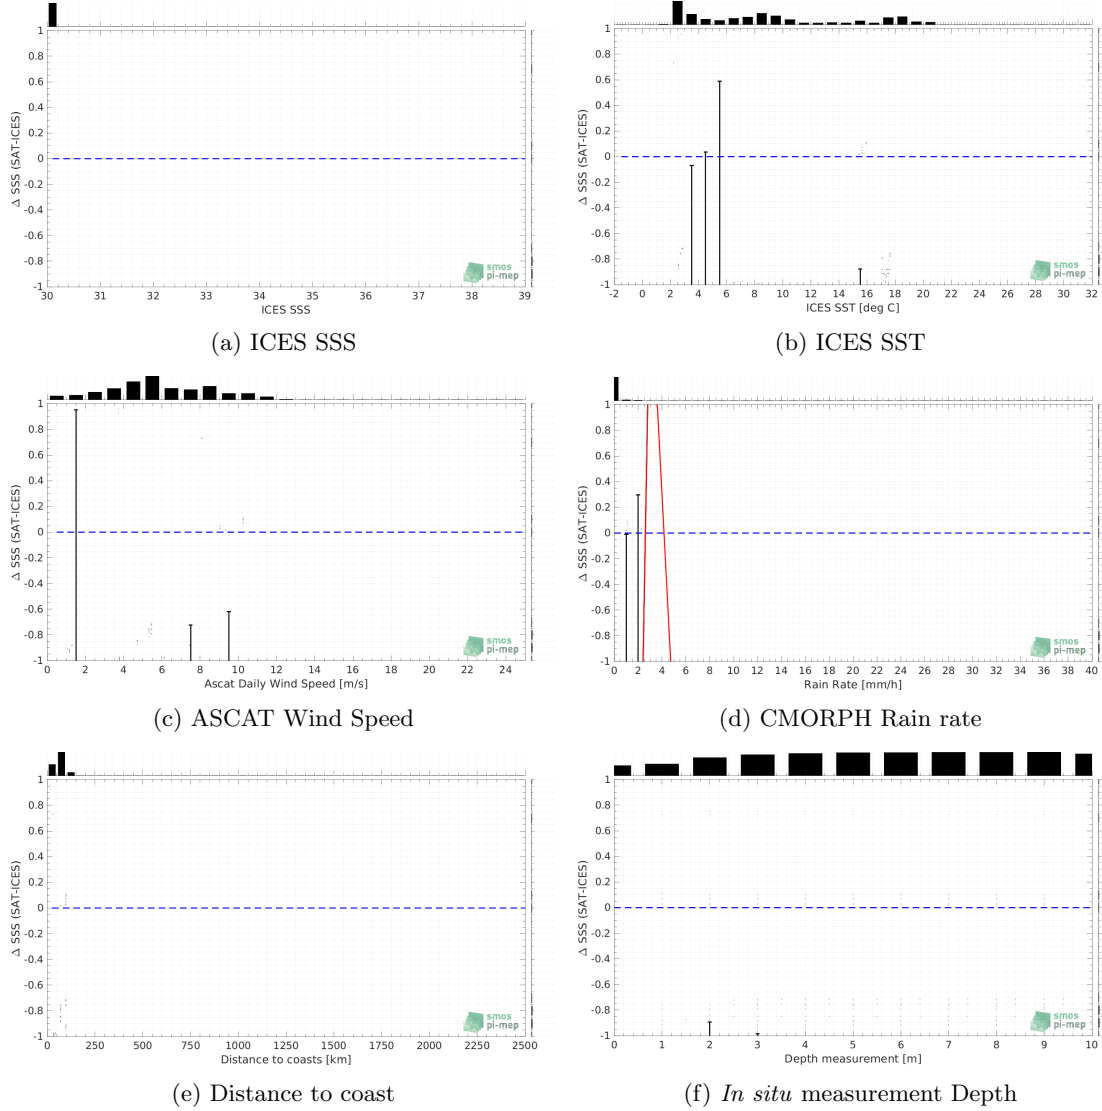 1
0.8
0.6
0.4
0.2
0
-0.2
-0.4
-0.6
-0.8
-1
Δ SSS (SAT-ICES)
smos
pi-mep
30 31 32 33 34 35 36 37 38 39
ICES SSS
(a) ICES SSS
1
0.8
0.6
0.4
0.2
0
-0.2
-0.4
-0.6
-0.8
-1
Δ SSS (SAT-ICES)
smos
pi-mep
-2 0 2 4 6 8 10 12 14 16 18 20 22 24 26 28 30 32
ICES SST [deg C]
(b) ICES SST
1
0.8
0.6
0.4
0.2
0
-0.2
-0.4
-0.6
-0.8
-1
Δ SSS (SAT-ICES)
smos
pi-mep
0 2 4 6 8 10 12 14 16 18 20 22 24
Ascat Daily Wind Speed [m/s]
(c) ASCAT Wind Speed
1
0.8
0.6
0.4
0.2
0
-0.2
-0.4
-0.6
-0.8
-1
Δ SSS (SAT-ICES)
smos
pi-mep
0 2 4 6 8 10 12 14 16 18 20 22 24 26 28 30 32 34 36 38 40
Rain Rate [mm/h]
(d) CMORPH Rain rate
1
0.8
0.6
0.4
0.2
0
-0.2
-0.4
-0.6
-0.8
-1
Δ SSS (SAT-ICES)
smos
pi-mep
0 250 500 750 1000 1250 1500 1750 2000 2250 2500
Distance to coasts [km]
(e) Distance to coast
1
0.8
0.6
0.4
0.2
0
-0.2
-0.4
-0.6
-0.8
-1
Δ SSS (SAT-ICES)
smos
pi-mep
0 1 2 3 4 5 6 7 8 9 10
Depth measurement [m]
(f) In situ measurement Depth